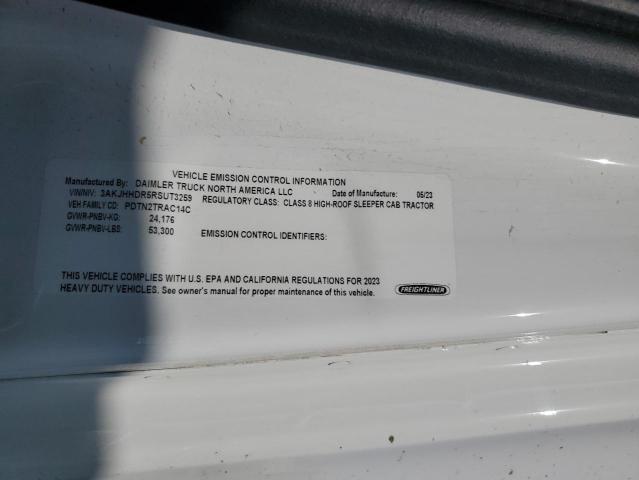 VEHICLE EMISSION CONTROL INFORMATION
Manufactured By: DAIMLER TRUCK NORTH AMERICA LLC Date of Manufacture: 05/23
VIN/NIV: 3AKJHHDR5RSUT3259 REGULATORY CLASS: CLASS 8 HIGH-ROOF SLEEPER CAB TRACTOR
VEH FAMILY CD: PDTN2TRAC14C
GVWR-PNBV-KG: 24,176
GVWR-PNBV-LBS: 53,300 EMISSION CONTROL IDENTIFIERS:
THIS VEHICLE COMPLIES WITH U.S. EPA AND CALIFORNIA REGULATIONS FOR 2023
HEAVY DUTY VEHICLES. See owner's manual for proper maintenance of this vehicle.
FREIGHTLINER